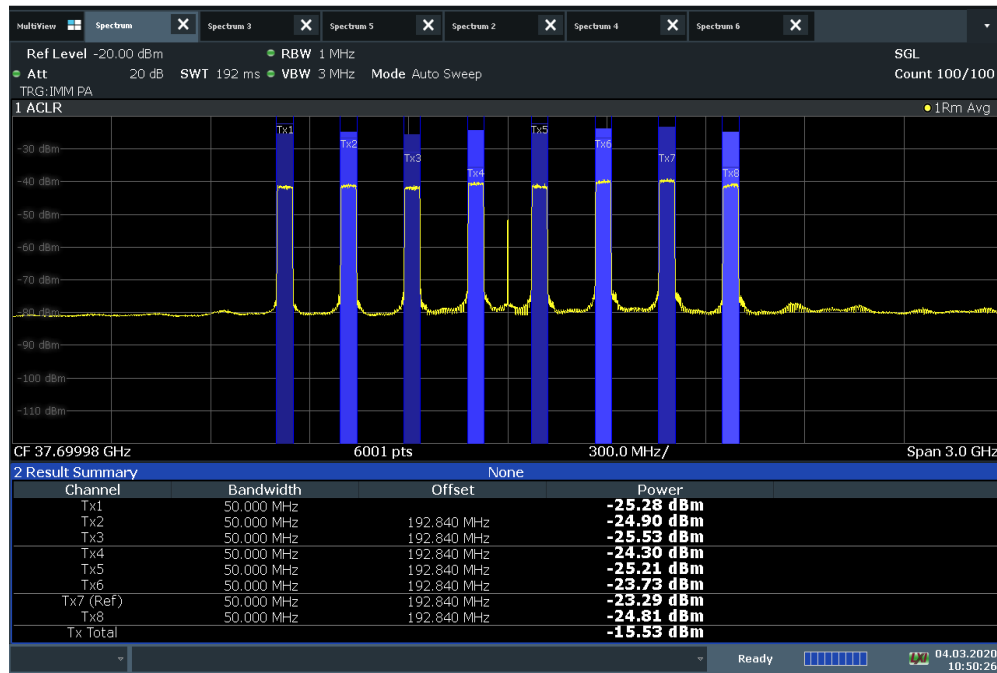 MultiView Spectrum X Spectrum 3 X Spectrum 5 X Spectrum 2 X Spectrum 4 X Spectrum 6 X
Ref Level -20.00 dBm RBW 1 MHz SGL
Att 20 dB SWT 192 ms VBW 3 MHz Mode Auto Sweep Count 100/100
TRG:IMM PA
1 ACLR 1Rm Avg
Tx1 Tx5
Tx2 Tx6
Tx3 Tx7
Tx4 Tx8
-30 dBm
-40 dBm
-50 dBm
-60 dBm
-70 dBm
-80 dBm
-90 dBm
-100 dBm
-110 dBm
CF 37.69998 GHz 6001 pts 300.0 MHz/ Span 3.0 GHz
2 Result Summary None
Channel Bandwidth Offset Power
Tx1 50.000 MHz -25.28 dBm
Tx2 50.000 MHz 192.840 MHz -24.90 dBm
Tx3 50.000 MHz 192.840 MHz -25.53 dBm
Tx4 50.000 MHz 192.840 MHz -24.30 dBm
Tx5 50.000 MHz 192.840 MHz -25.21 dBm
Tx6 50.000 MHz 192.840 MHz -23.73 dBm
Tx7 (Ref) 50.000 MHz 192.840 MHz -23.29 dBm
Tx8 50.000 MHz 192.840 MHz -24.81 dBm
Tx Total -15.53 dBm
Ready LXI 04.03.2020
10:50:26